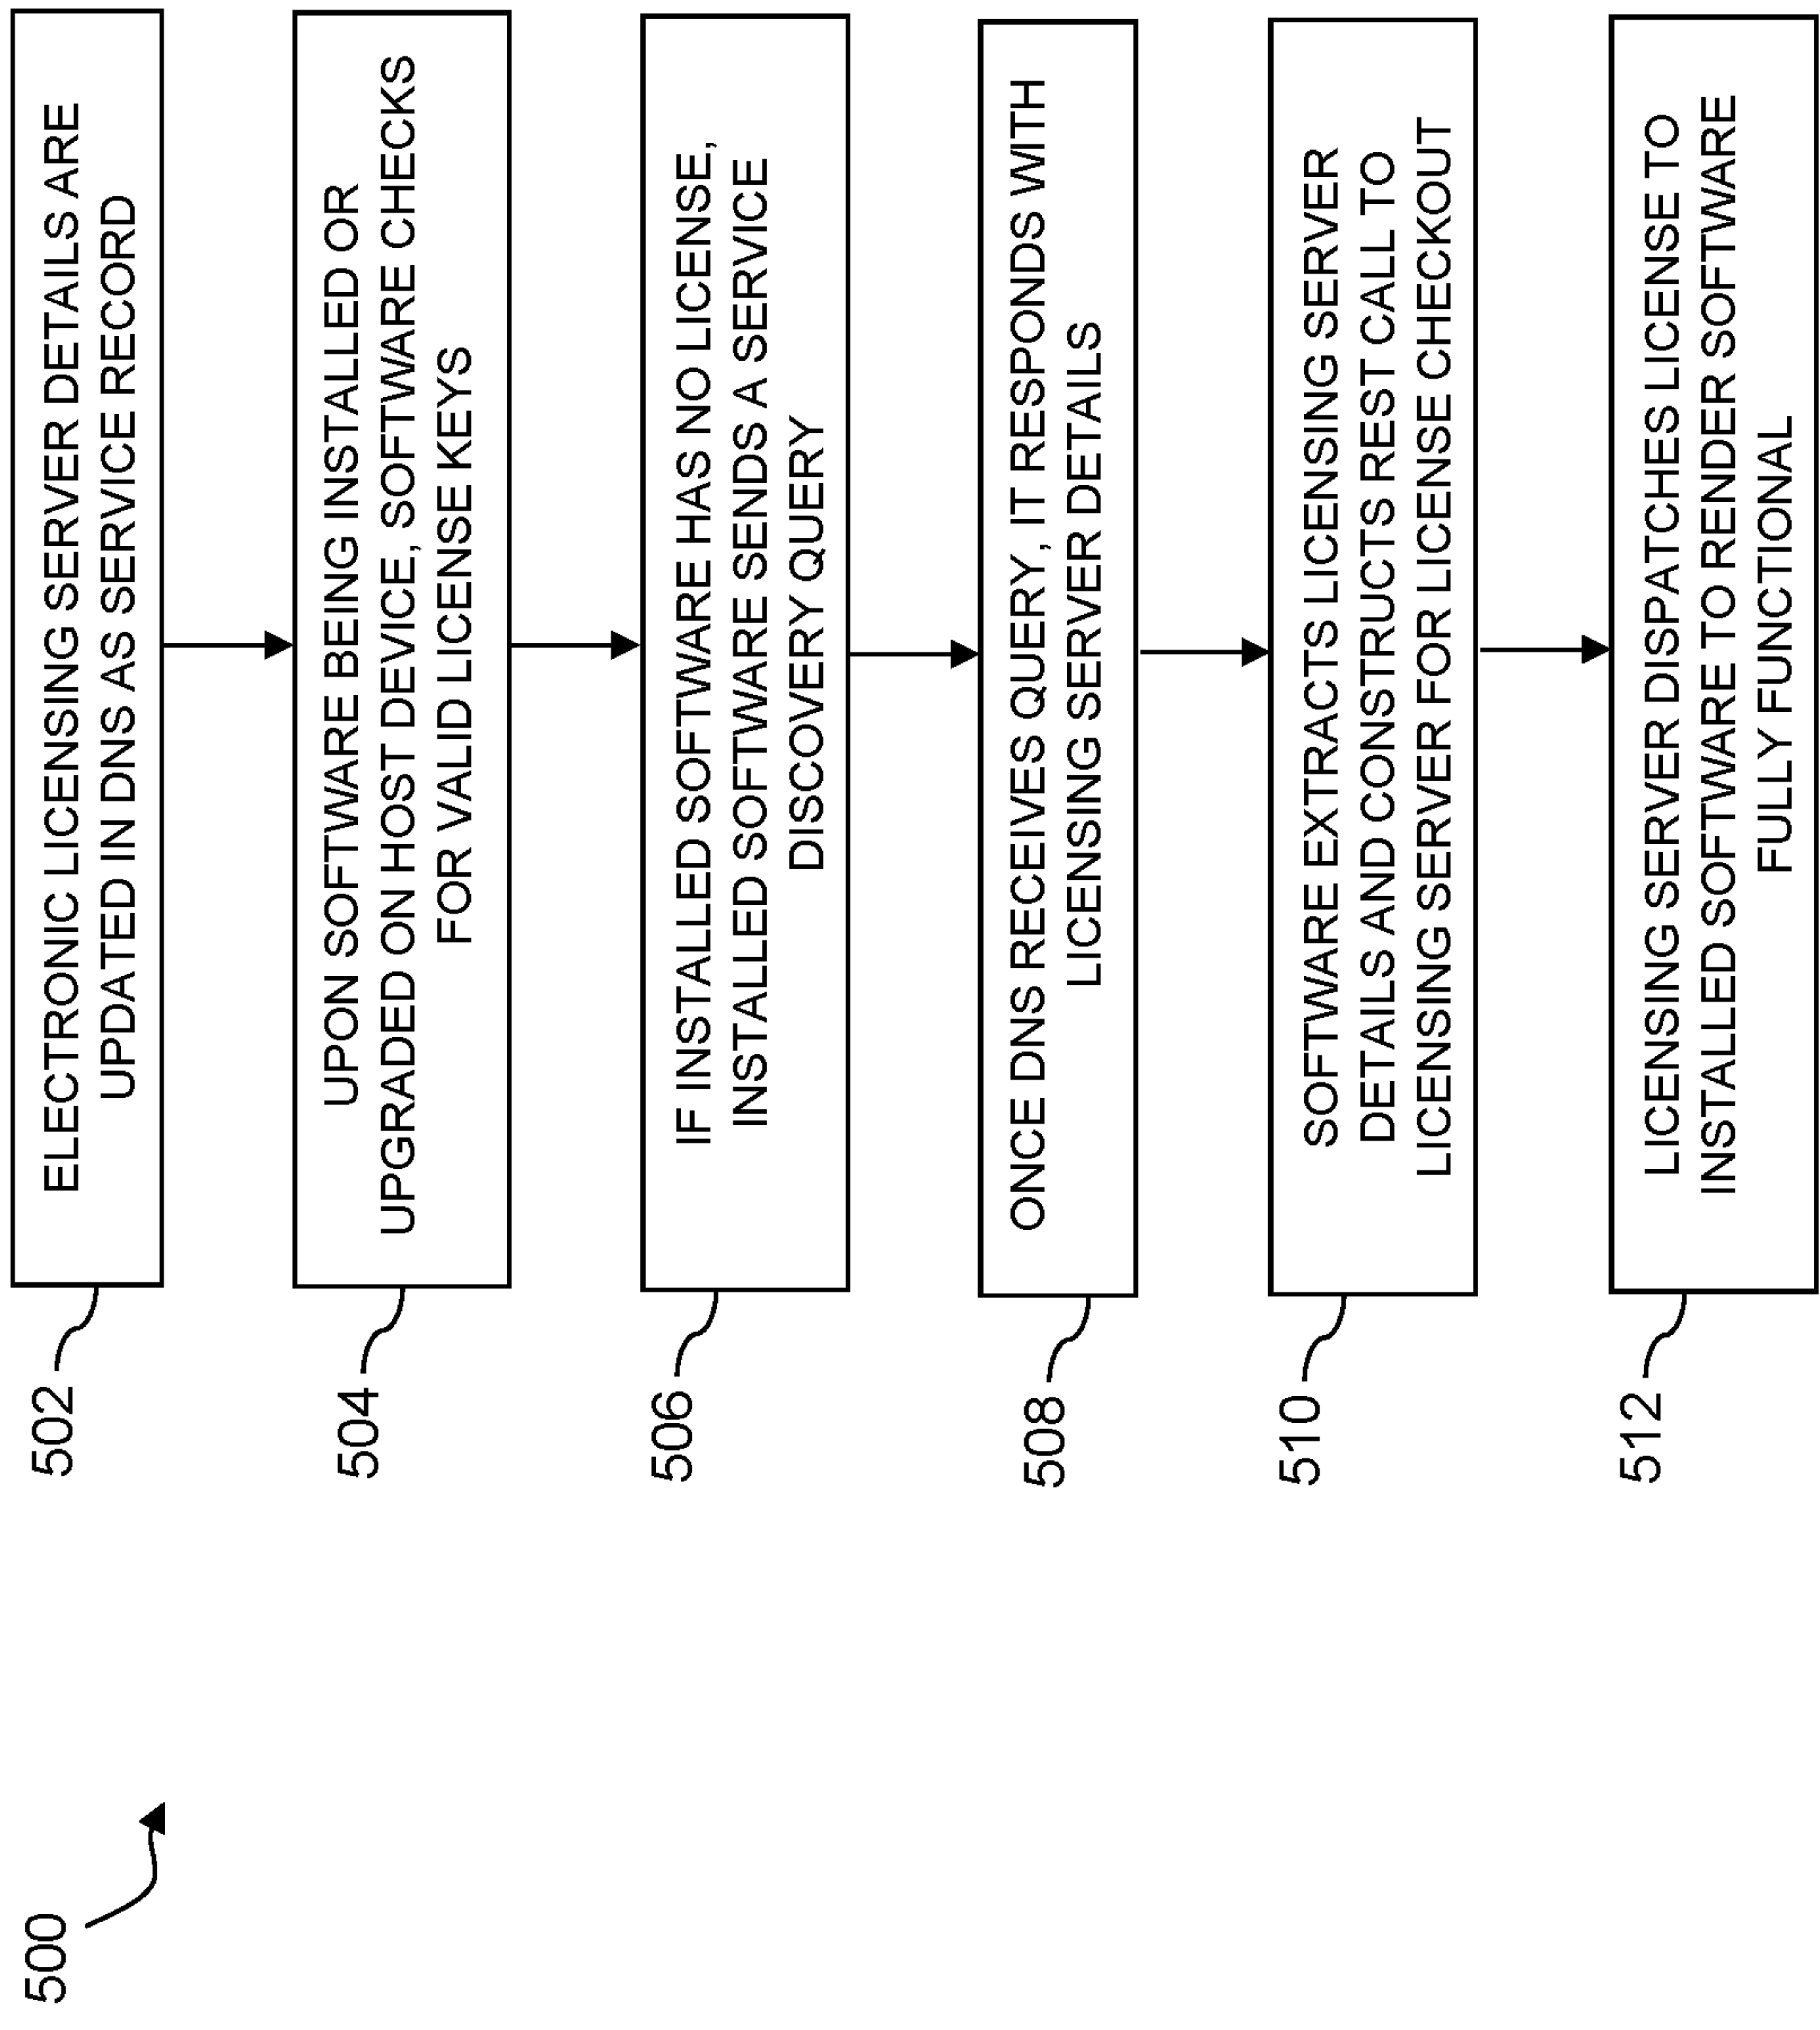 500
502
ELECTRONIC LICENSING SERVER DETAILS ARE
UPDATED IN DNS AS SERVICE RECORD
504
UPON SOFTWARE BEING INSTALLED OR
UPGRADED ON HOST DEVICE, SOFTWARE CHECKS
FOR VALID LICENSE KEYS
506
IF INSTALLED SOFTWARE HAS NO LICENSE,
INSTALLED SOFTWARE SENDS A SERVICE
DISCOVERY QUERY
508
ONCE DNS RECEIVES QUERY, IT RESPONDS WITH
LICENSING SERVER DETAILS
510
SOFTWARE EXTRACTS LICENSING SERVER
DETAILS AND CONSTRUCTS REST CALL TO
LICENSING SERVER FOR LICENSE CHECKOUT
512
LICENSING SERVER DISPATCHES LICENSE TO
INSTALLED SOFTWARE TO RENDER SOFTWARE
FULLY FUNCTIONAL